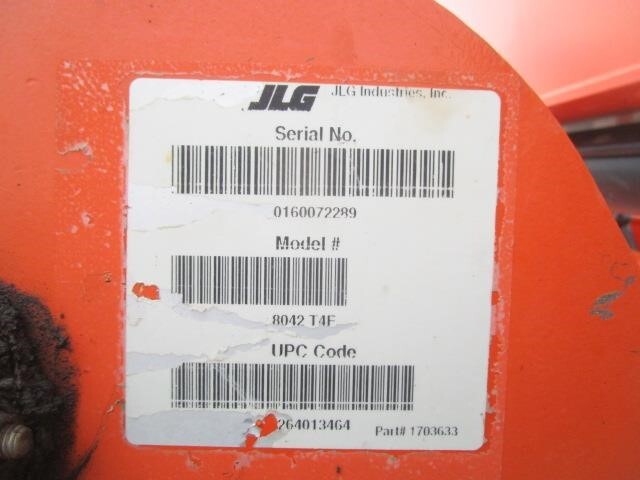 JLG JLG Industries, Inc.
Serial No.
0160072289
Model #
8042 T4F
UPC Code
264013464
Part# 1703633